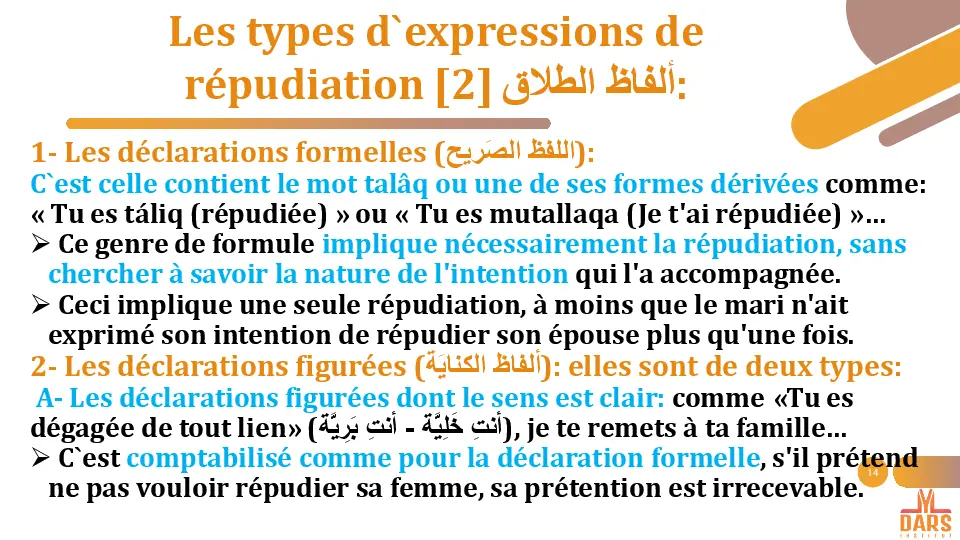 Les types d`expressions de
répudiation [2] ألفاظ الطلاق:
1- Les déclarations formelles (اللفظ الصَريح):
C`est celle contient le mot talâq ou une de ses formes dérivées comme:
« Tu es táliq (répudiée) » ou « Tu es mutallaqa (Je t'ai répudiée) »…
➢ Ce genre de formule implique nécessairement la répudiation, sans
chercher à savoir la nature de l'intention qui l'a accompagnée.
➢ Ceci implique une seule répudiation, à moins que le mari n'ait
exprimé son intention de répudier son épouse plus qu'une fois.
2- Les déclarations figurées (ألفاظ الكنايَة): elles sont de deux types:
A- Les déclarations figurées dont le sens est clair: comme «Tu es
dégagée de tout lien» (أنتِ خَلِيَّة - أنتِ بَرِيَّة), je te remets à ta famille…
➢ C`est comptabilisé comme pour la déclaration formelle, s'il prétend
ne pas vouloir répudier sa femme, sa prétention est irrecevable.
14
DARS
INSTITUT